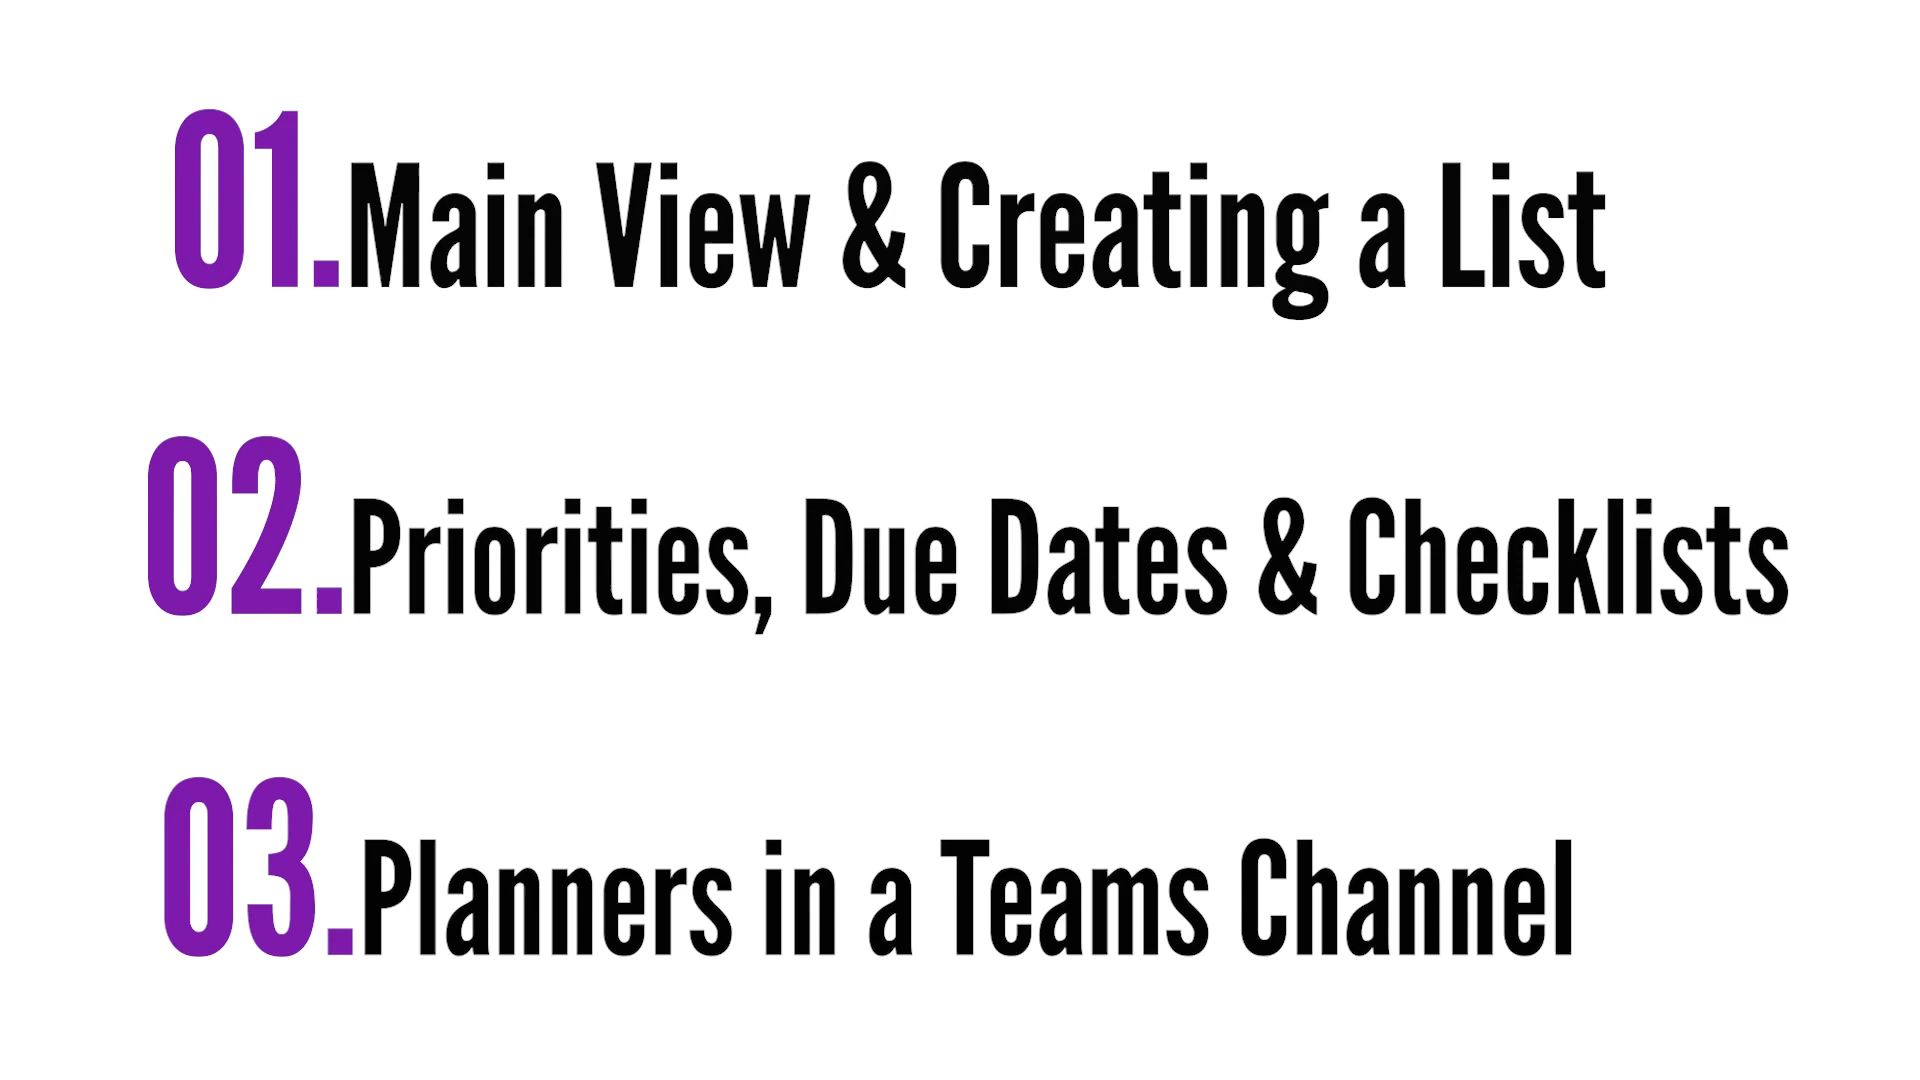 01.Main View & Creating a List
02.Priorities, Due Dates & Checklists
03.Planners in a Teams Channel